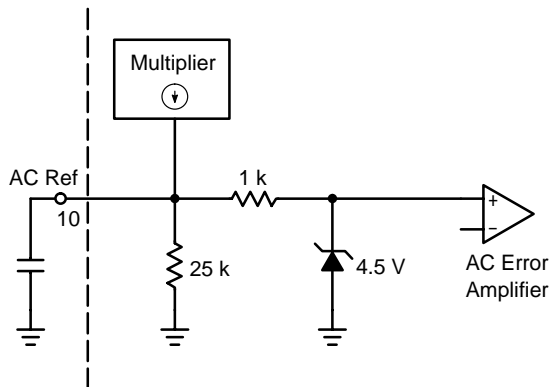 Multiplier
AC Ref
10
1 k
+
−
25 k
4.5 V
AC Error
Amplifier